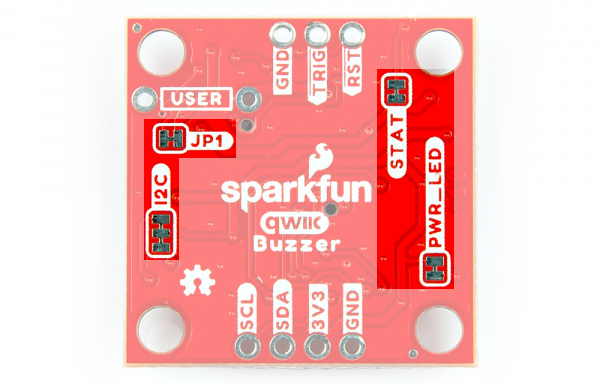 GND
TRIG
RST
USER
JP1
STAT
I2C
sparkfun
qwiic
Buzzer
PWR_LED
SCL
SDA
3V3
GND